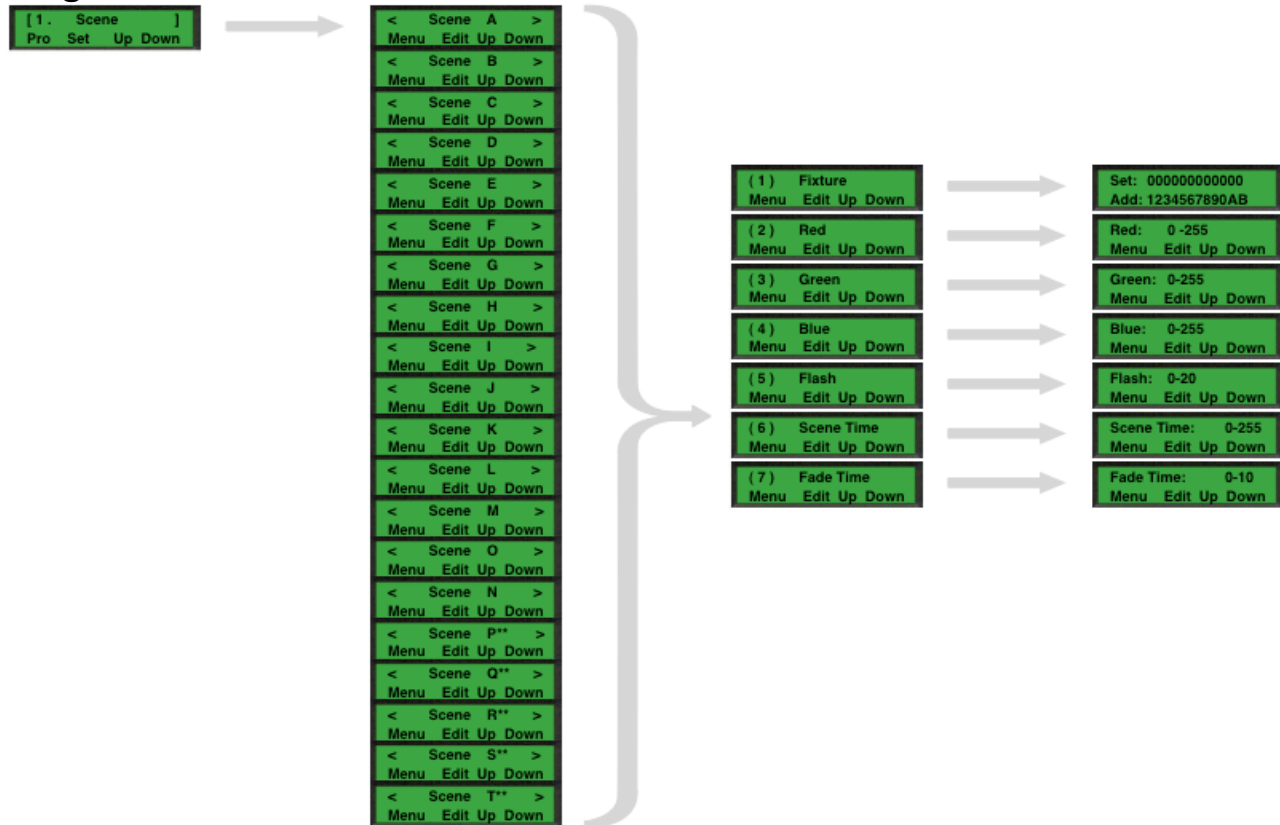 [1. Scene ]
Pro Set Up Down
< Scene A >
Menu Edit Up Down
< Scene B >
Menu Edit Up Down
< Scene C >
Menu Edit Up Down
< Scene D >
Menu Edit Up Down
< Scene E >
Menu Edit Up Down
< Scene F >
Menu Edit Up Down
< Scene G >
Menu Edit Up Down
< Scene H >
Menu Edit Up Down
< Scene I >
Menu Edit Up Down
< Scene J >
Menu Edit Up Down
< Scene K >
Menu Edit Up Down
< Scene L >
Menu Edit Up Down
< Scene M >
Menu Edit Up Down
< Scene O >
Menu Edit Up Down
< Scene N >
Menu Edit Up Down
< Scene P** >
Menu Edit Up Down
< Scene Q** >
Menu Edit Up Down
< Scene R** >
Menu Edit Up Down
< Scene S** >
Menu Edit Up Down
< Scene T** >
Menu Edit Up Down
(1) Fixture
Menu Edit Up Down
(2) Red
Menu Edit Up Down
(3) Green
Menu Edit Up Down
(4) Blue
Menu Edit Up Down
(5) Flash
Menu Edit Up Down
(6) Scene Time
Menu Edit Up Down
(7) Fade Time
Menu Edit Up Down
Set: 000000000000
Add: 1234567890AB
Red: 0 -255
Menu Edit Up Down
Green: 0-255
Menu Edit Up Down
Blue: 0-255
Menu Edit Up Down
Flash: 0-20
Menu Edit Up Down
Scene Time: 0-255
Menu Edit Up Down
Fade Time: 0-10
Menu Edit Up Down